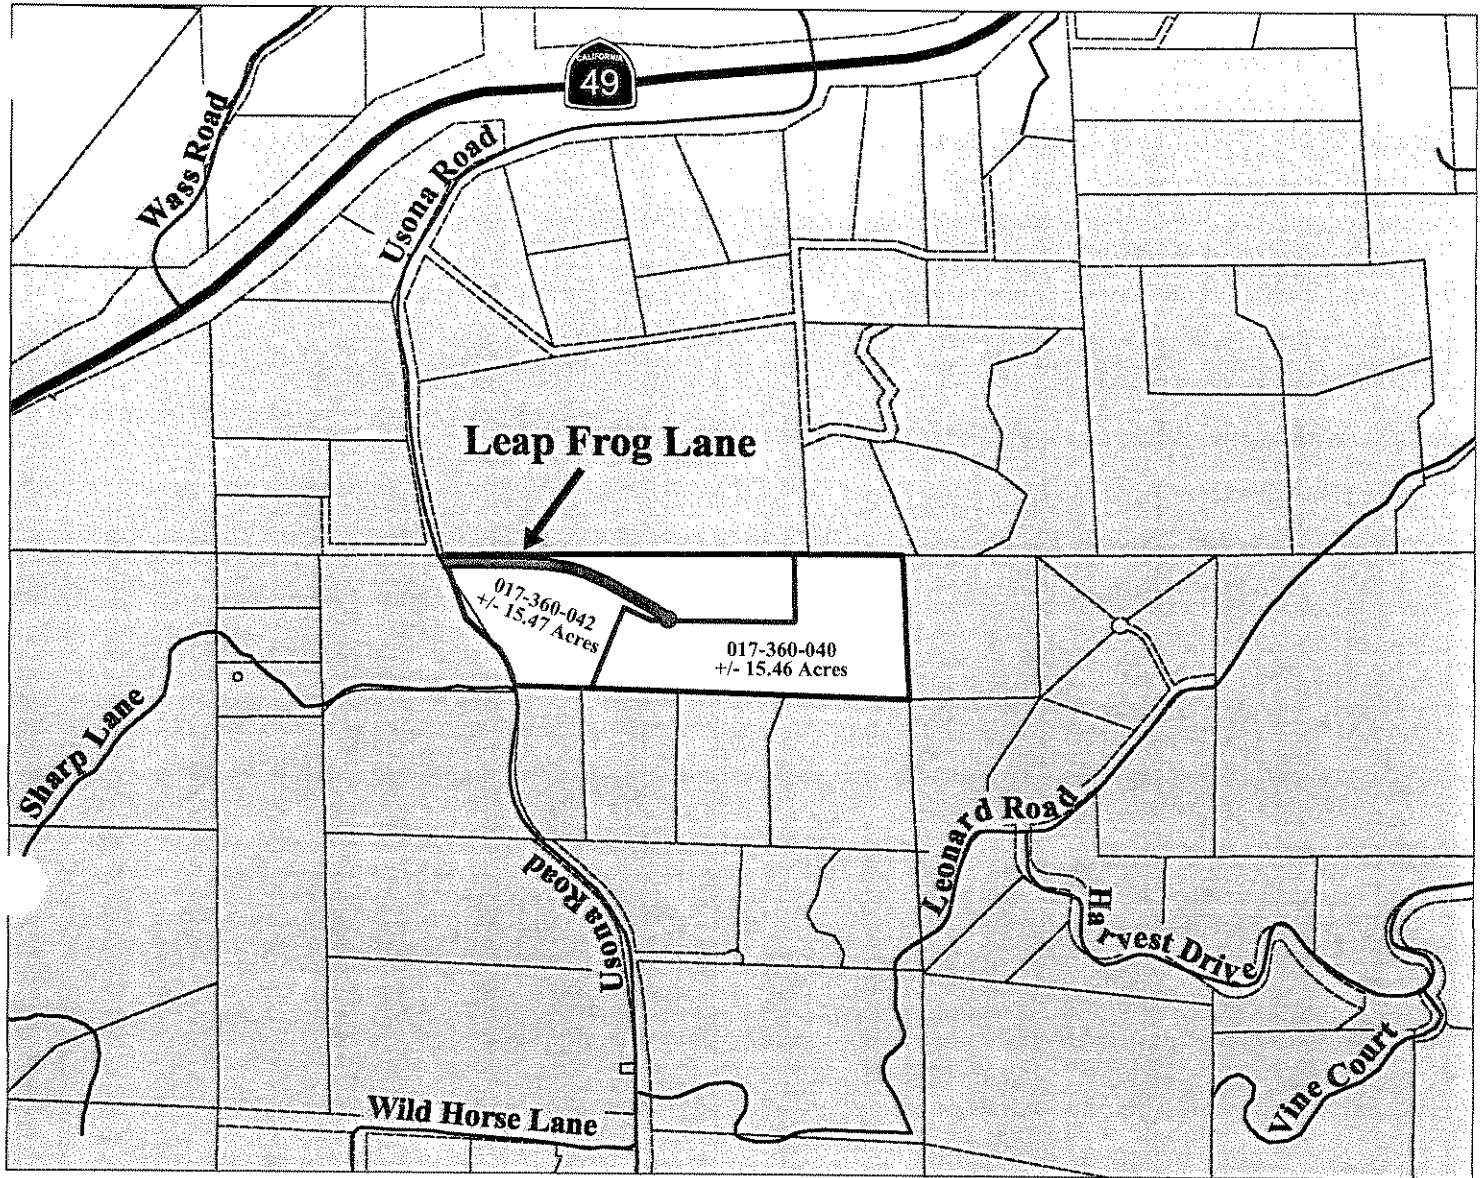 CALIFORNIA
49
Wass Road
Usona Road
Leap Frog Lane
017-360-042
+/- 15.47 Acres
017-360-040
+/- 15.46 Acres
Sharp Lane
Leonard Road
Usona Road
Harvest Drive
Vine Court
Wild Horse Lane